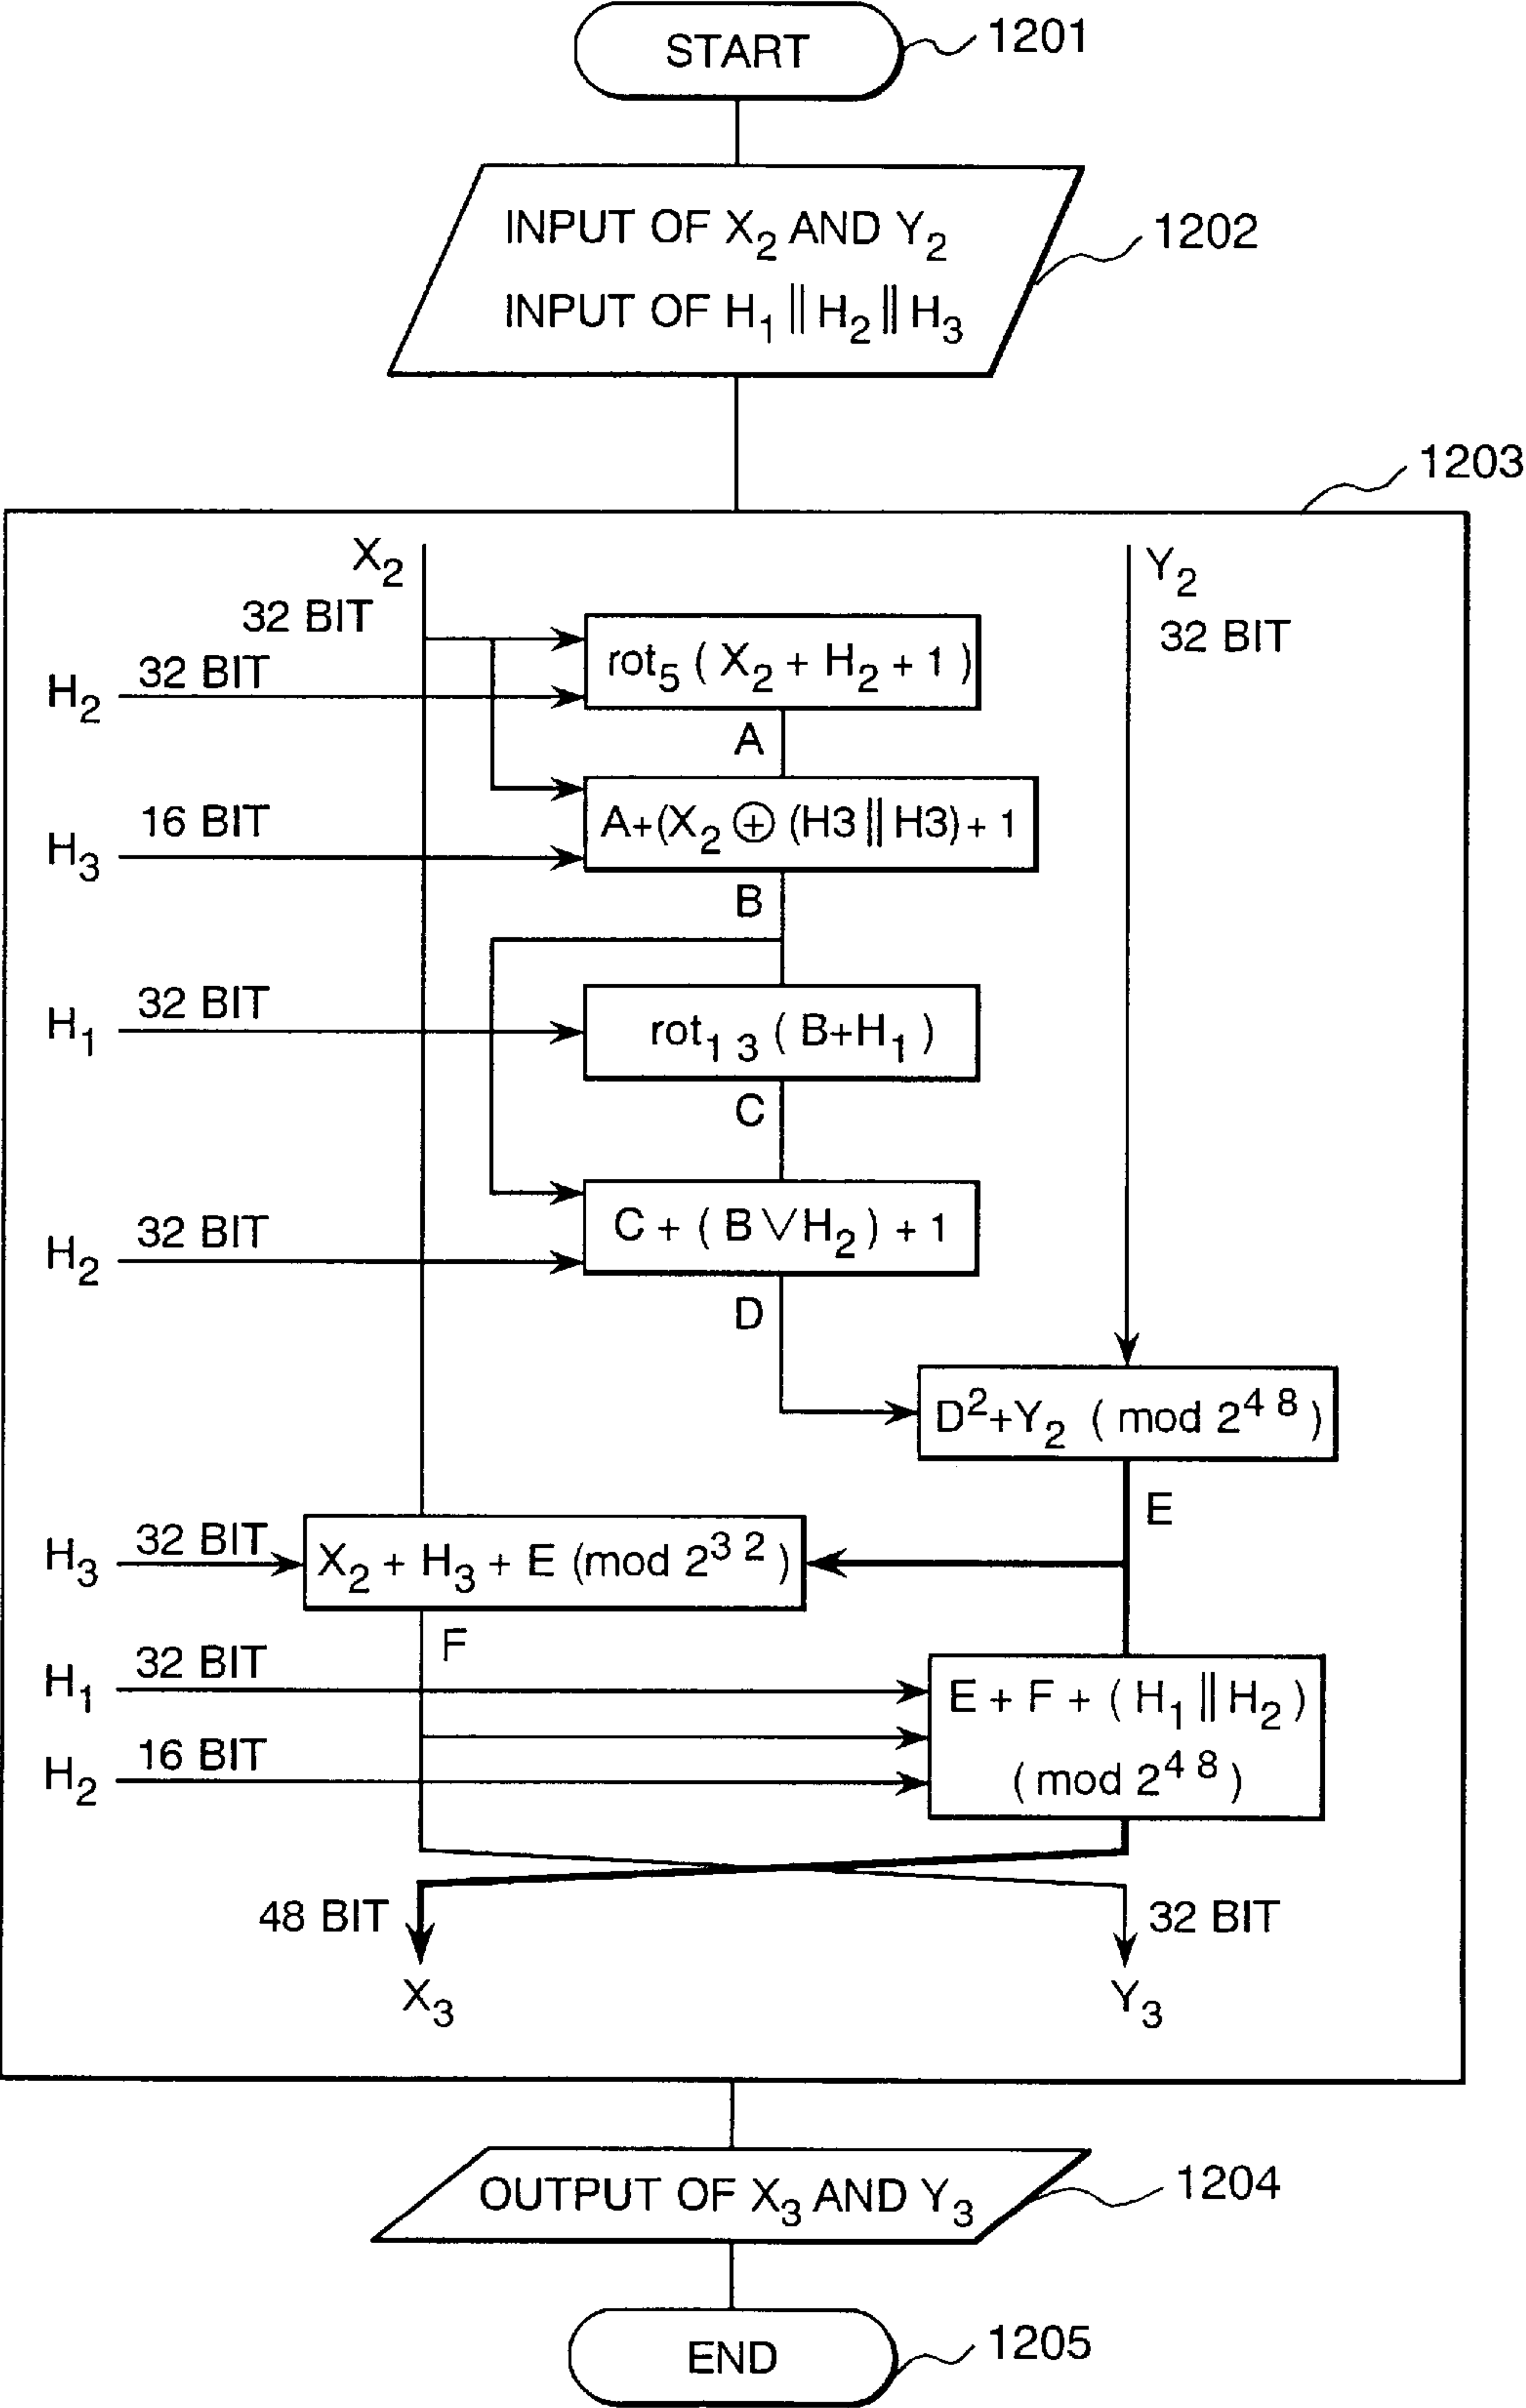 START
1201
INPUT OF X₂ AND Y₂
INPUT OF H₁ || H₂ || H₃
1202
1203
X₂
Y₂
32 BIT
32 BIT
H₂
32 BIT
rot₅ ( X₂ + H₂ + 1 )
A
H₃
16 BIT
A+(X₂ ⊕ (H3 || H3) + 1
B
H₁
32 BIT
rot₁₃ ( B+H₁ )
C
H₂
32 BIT
C + ( B ∨ H₂ ) + 1
D
D²+Y₂ ( mod 2⁴⁸ )
E
H₃
32 BIT
X₂ + H₃ + E (mod 2³² )
F
H₁
32 BIT
E + F + ( H₁ || H₂ )
( mod 2⁴⁸ )
H₂
16 BIT
48 BIT
32 BIT
X₃
Y₃
OUTPUT OF X₃ AND Y₃
1204
END
1205